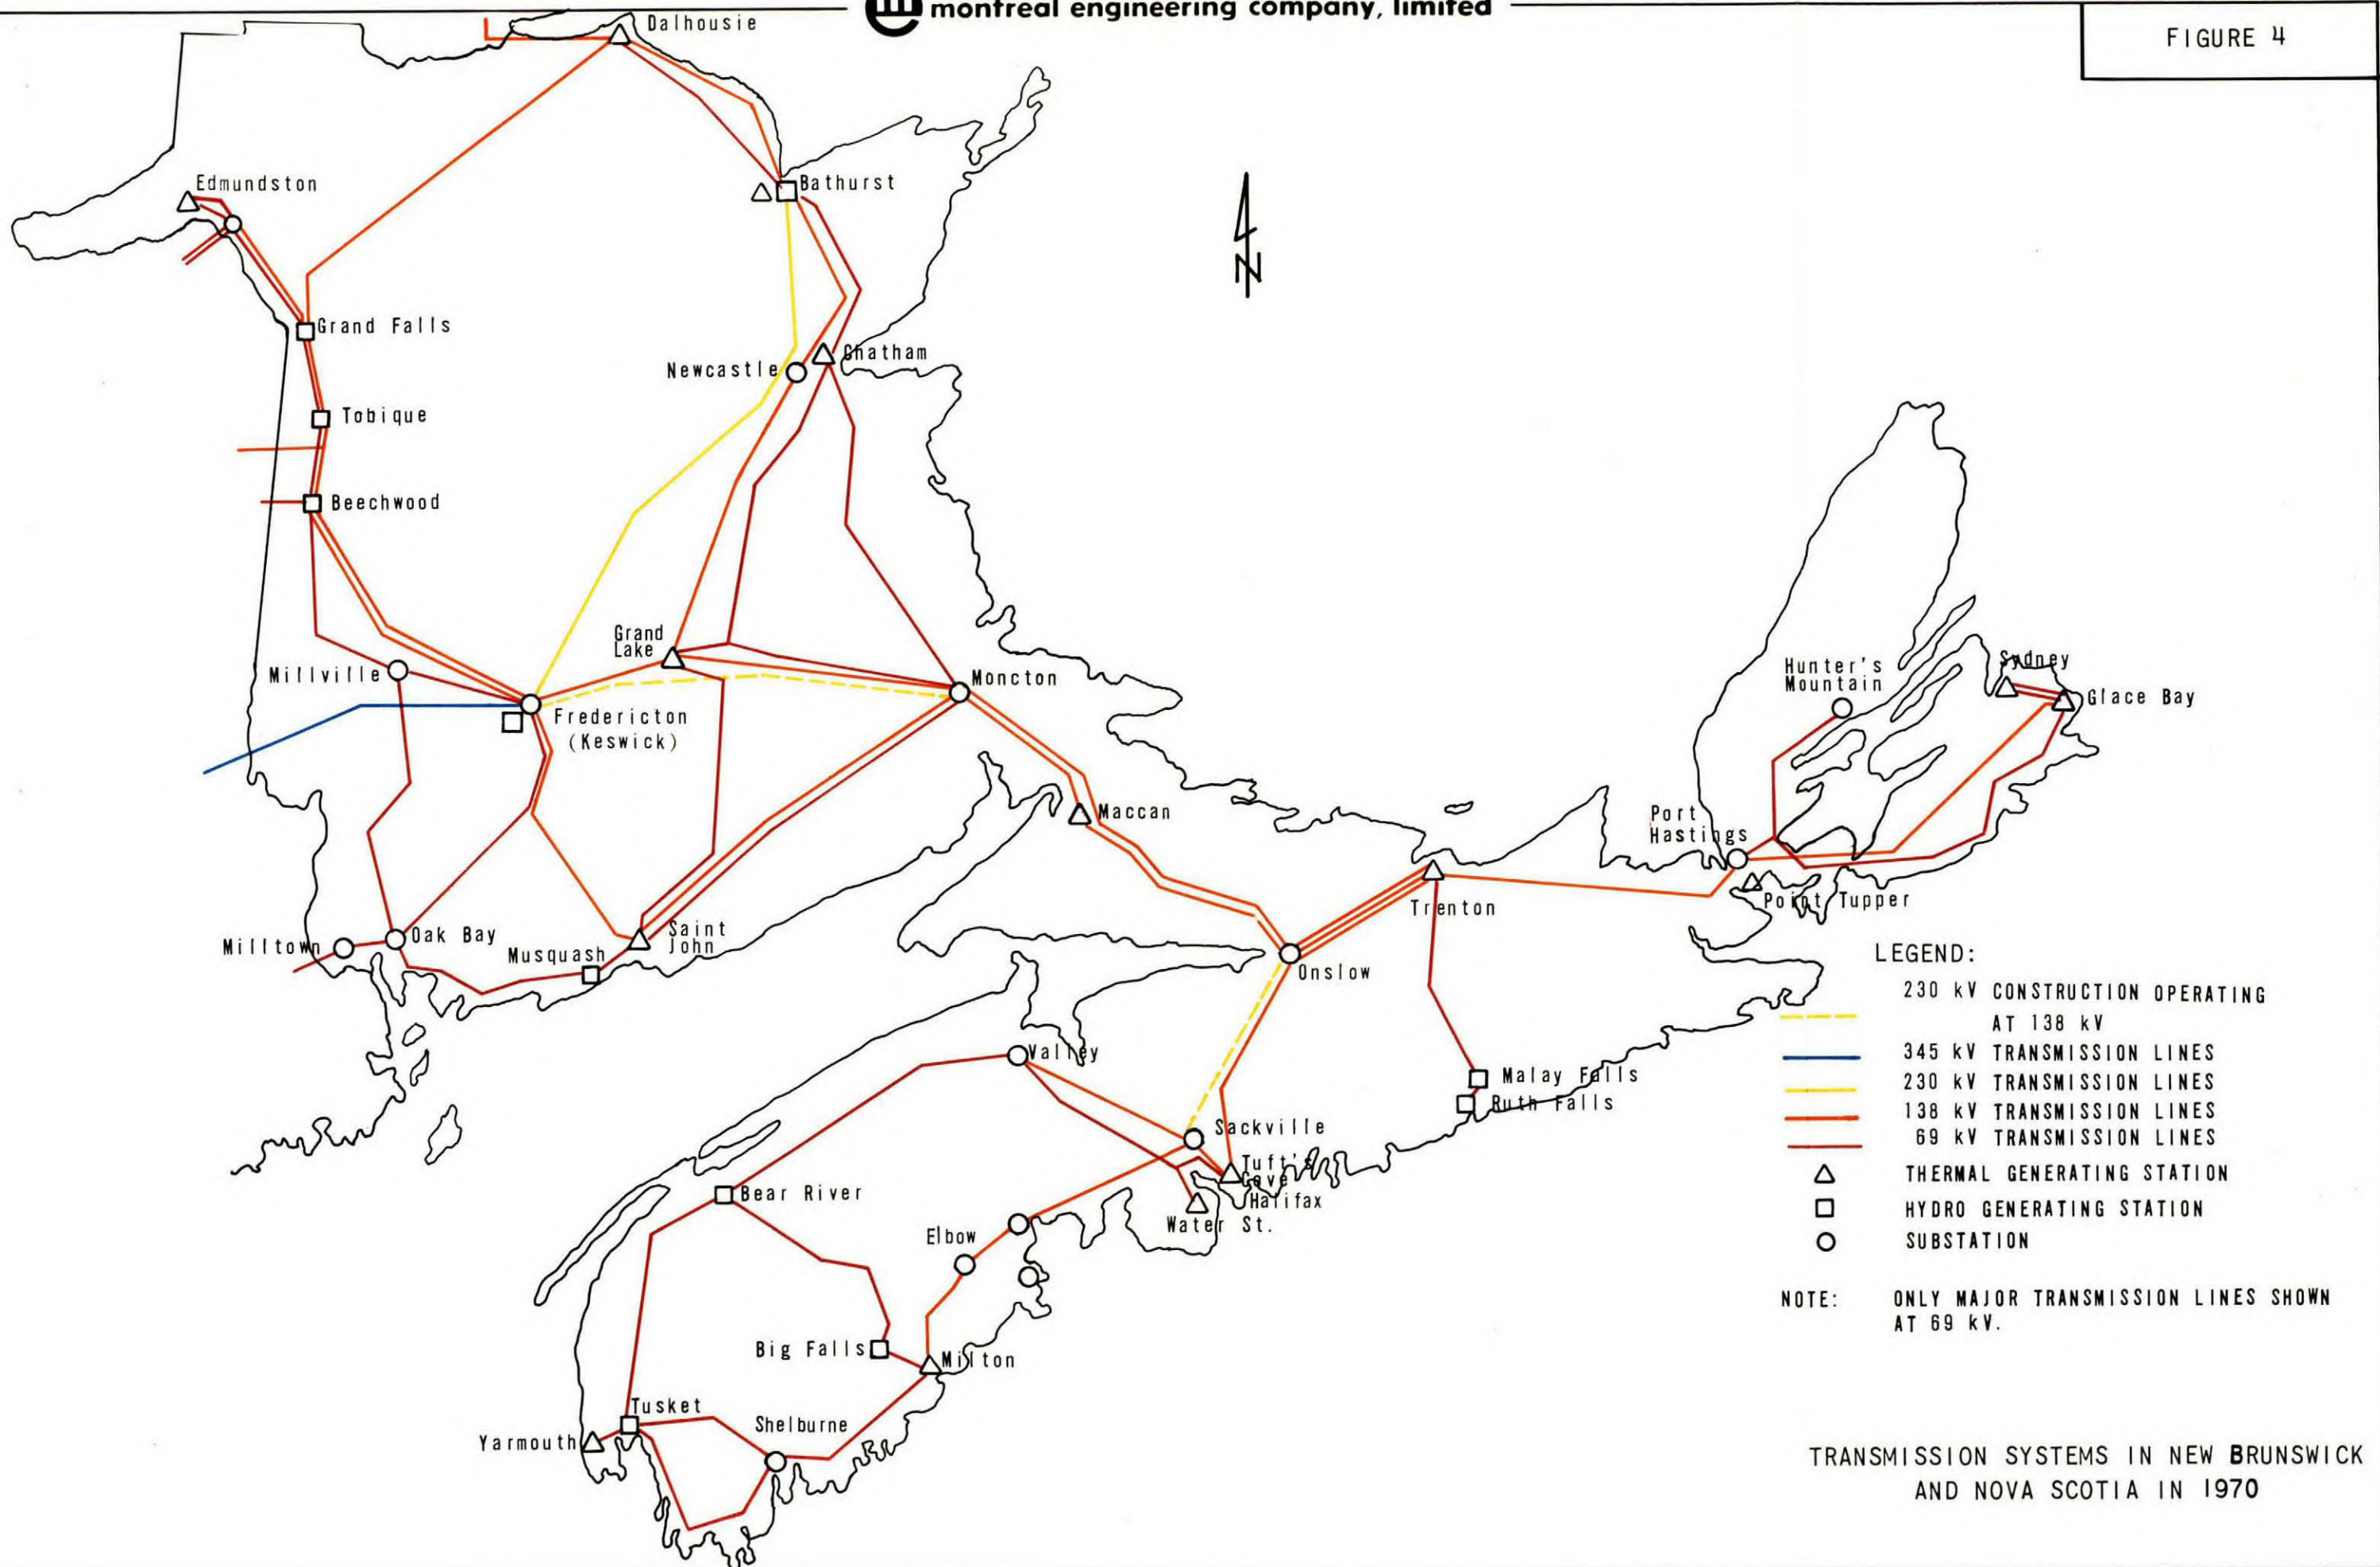 montreal engineering company, limited
FIGURE 4
Dalhousie
Edmundston
Bathurst
Grand Falls
Chatham
Newcastle
Tobique
Beechwood
Grand
Lake
Millville
Moncton
Fredericton
(Keswick)
Hunter's
Mountain
Sydney
Glace Bay
Maccan
Port
Hastings
Point Tupper
Trenton
Milltown
Oak Bay
Musquash
Saint
John
Onslow
Valley
Malay Falls
Ruth Falls
Sackville
Tuft's
Cove
Halifax
Water St.
Bear River
Elbow
Big Falls
Milton
Tusket
Shelburne
Yarmouth
N
LEGEND:
230 kV CONSTRUCTION OPERATING
AT 138 kV
345 kV TRANSMISSION LINES
230 kV TRANSMISSION LINES
138 kV TRANSMISSION LINES
69 kV TRANSMISSION LINES
THERMAL GENERATING STATION
HYDRO GENERATING STATION
SUBSTATION
NOTE: ONLY MAJOR TRANSMISSION LINES SHOWN
AT 69 kV.
TRANSMISSION SYSTEMS IN NEW BRUNSWICK
AND NOVA SCOTIA IN 1970